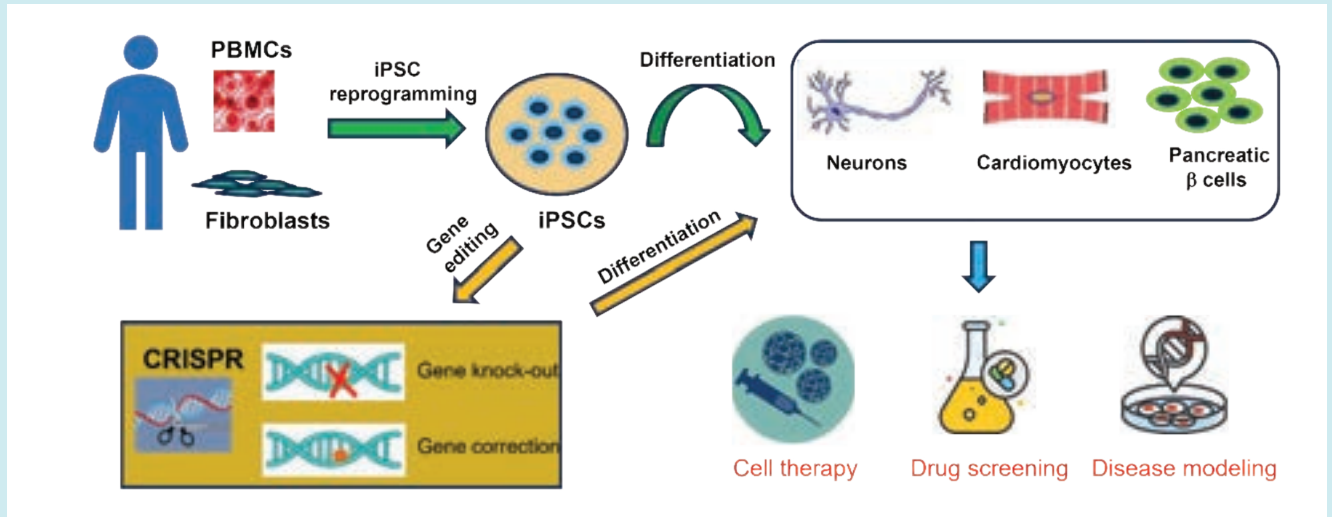 PBMCs
Fibroblasts
iPSC
reprogramming
iPSCs
Differentiation
Neurons
Cardiomyocytes
Pancreatic
β cells
Gene
editing
Differentiation
CRISPR
Gene knock-out
Gene correction
Cell therapy
Drug screening
Disease modeling